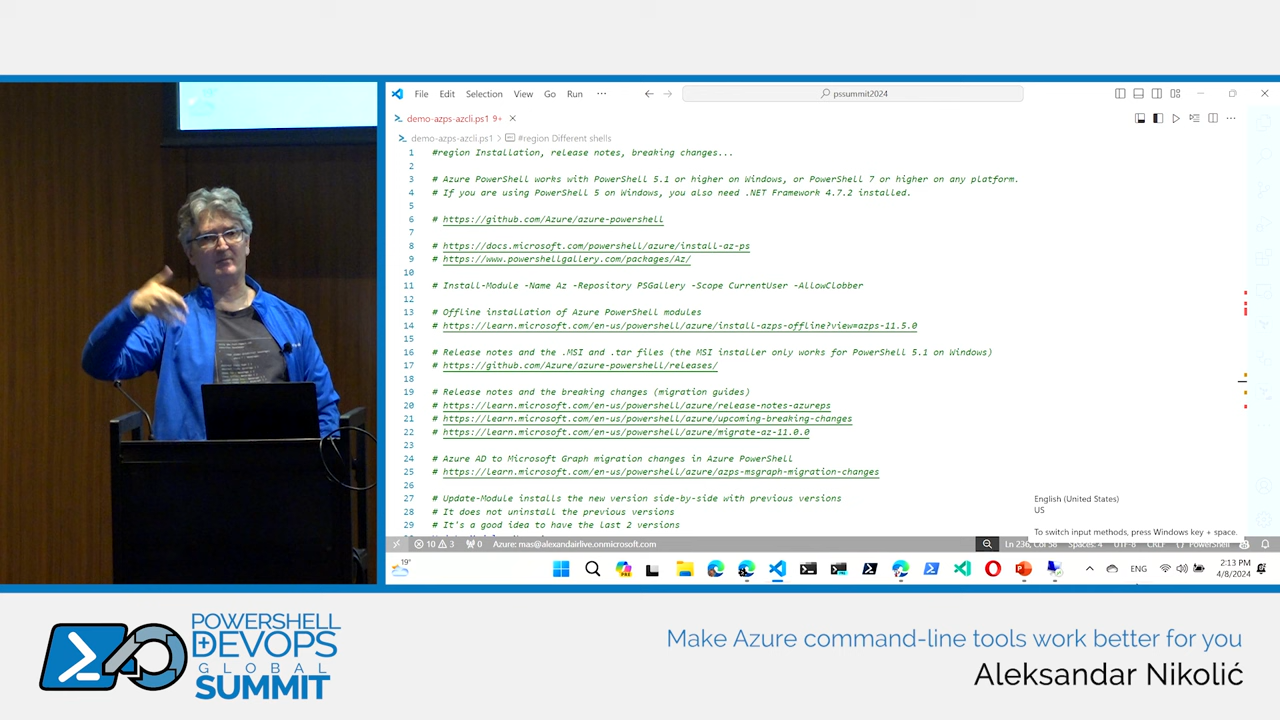 File Edit Selection View Go Run ...
pssummit2024
demo-azps-azcli.ps1 9+
demo-azps-azcli.ps1 > #region Different shells
1 #region Installation, release notes, breaking changes...
2
3 # Azure PowerShell works with PowerShell 5.1 or higher on Windows, or PowerShell 7 or higher on any platform.
4 # If you are using PowerShell 5 on Windows, you also need .NET Framework 4.7.2 installed.
5
6 # https://github.com/Azure/azure-powershell
7
8 # https://docs.microsoft.com/powershell/azure/install-az-ps
9 # https://www.powershellgallery.com/packages/Az/
10
11 # Install-Module -Name Az -Repository PSGallery -Scope CurrentUser -AllowClobber
12
13 # Offline installation of Azure PowerShell modules
14 # https://learn.microsoft.com/en-us/powershell/azure/install-azps-offline?view=azps-11.5.0
15
16 # Release notes and the .MSI and .tar files (the MSI installer only works for PowerShell 5.1 on Windows)
17 # https://github.com/Azure/azure-powershell/releases/
18
19 # Release notes and the breaking changes (migration guides)
20 # https://learn.microsoft.com/en-us/powershell/azure/release-notes-azureps
21 # https://learn.microsoft.com/en-us/powershell/azure/upcoming-breaking-changes
22 # https://learn.microsoft.com/en-us/powershell/azure/migrate-az-11.0.0
23
24 # Azure AD to Microsoft Graph migration changes in Azure PowerShell
25 # https://learn.microsoft.com/en-us/powershell/azure/azps-msgraph-migration-changes
26
27 # Update-Module installs the new version side-by-side with previous versions
28 # It does not uninstall the previous versions
29 # It's a good idea to have the last 2 versions
English (United States)
US
To switch input methods, press Windows key + space.
10 3 0 Azure: mas@alexandairlive.onmicrosoft.com
19°
ENG
2:13 PM
4/8/2024
POWERSHELL
+DEVOPS
GLOBAL
SUMMIT
Make Azure command-line tools work better for you
Aleksandar Nikolić